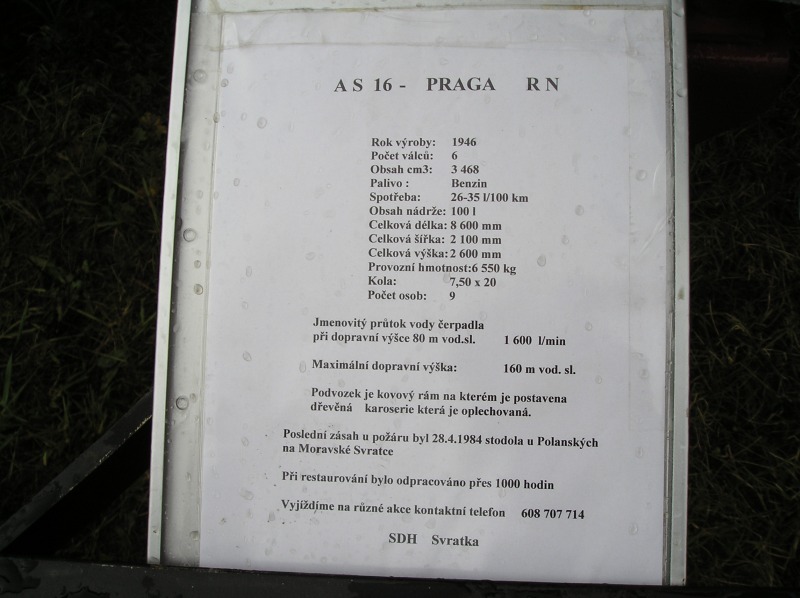 A S 16 - PRAGA R N
Rok výroby: 1946
Počet válců: 6
Obsah cm3: 3 468
Palivo : Benzin
Spotřeba: 26-35 l/100 km
Obsah nádrže: 100 l
Celková délka: 8 600 mm
Celková šířka: 2 100 mm
Celková výška: 2 600 mm
Provozní hmotnost:6 550 kg
Kola: 7,50 x 20
Počet osob: 9
Jmenovitý průtok vody čerpadla
při dopravní výšce 80 m vod.sl. 1 600 l/min
Maximální dopravní výška: 160 m vod. sl.
Podvozek je kovový rám na kterém je postavena
dřevěná karoserie která je oplechovaná.
Poslední zásah u požáru byl 28.4.1984 stodola u Polanských
na Moravské Svratce
Při restaurování bylo odpracováno přes 1000 hodin
Vyjíždíme na různé akce kontaktní telefon 608 707 714
SDH Svratka